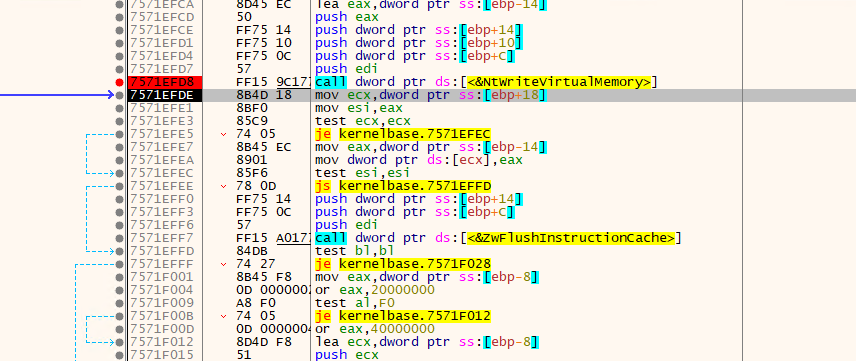 7571EFCA 8D45 EC lea eax,dword ptr ss:[ebp-14]
7571EFCD 50 push eax
7571EFCE FF75 14 push dword ptr ss:[ebp+14]
7571EFD1 FF75 10 push dword ptr ss:[ebp+10]
7571EFD4 FF75 0C push dword ptr ss:[ebp+C]
7571EFD7 57 push edi
7571EFD8 FF15 9C17 call dword ptr ds:[<&NtWriteVirtualMemory>]
7571EFDE 8B4D 18 mov ecx,dword ptr ss:[ebp+18]
7571EFE1 8BF0 mov esi,eax
7571EFE3 85C9 test ecx,ecx
7571EFE5 74 05 je kernelbase.7571EFEC
7571EFE7 8B45 EC mov eax,dword ptr ss:[ebp-14]
7571EFEA 8901 mov dword ptr ds:[ecx],eax
7571EFEC 85F6 test esi,esi
7571EFEE 78 0D js kernelbase.7571EFFD
7571EFF0 FF75 14 push dword ptr ss:[ebp+14]
7571EFF3 FF75 0C push dword ptr ss:[ebp+C]
7571EFF6 57 push edi
7571EFF7 FF15 A017 call dword ptr ds:[<&ZwFlushInstructionCache>]
7571EFFD 84DB test bl,bl
7571EFFF 74 27 je kernelbase.7571F028
7571F001 8B45 F8 mov eax,dword ptr ss:[ebp-8]
7571F004 0D 0000002 or eax,20000000
7571F009 A8 F0 test al,F0
7571F00B 74 05 je kernelbase.7571F012
7571F00D 0D 0000004 or eax,40000000
7571F012 8D4D F8 lea ecx,dword ptr ss:[ebp-8]
7571F015 51 push ecx